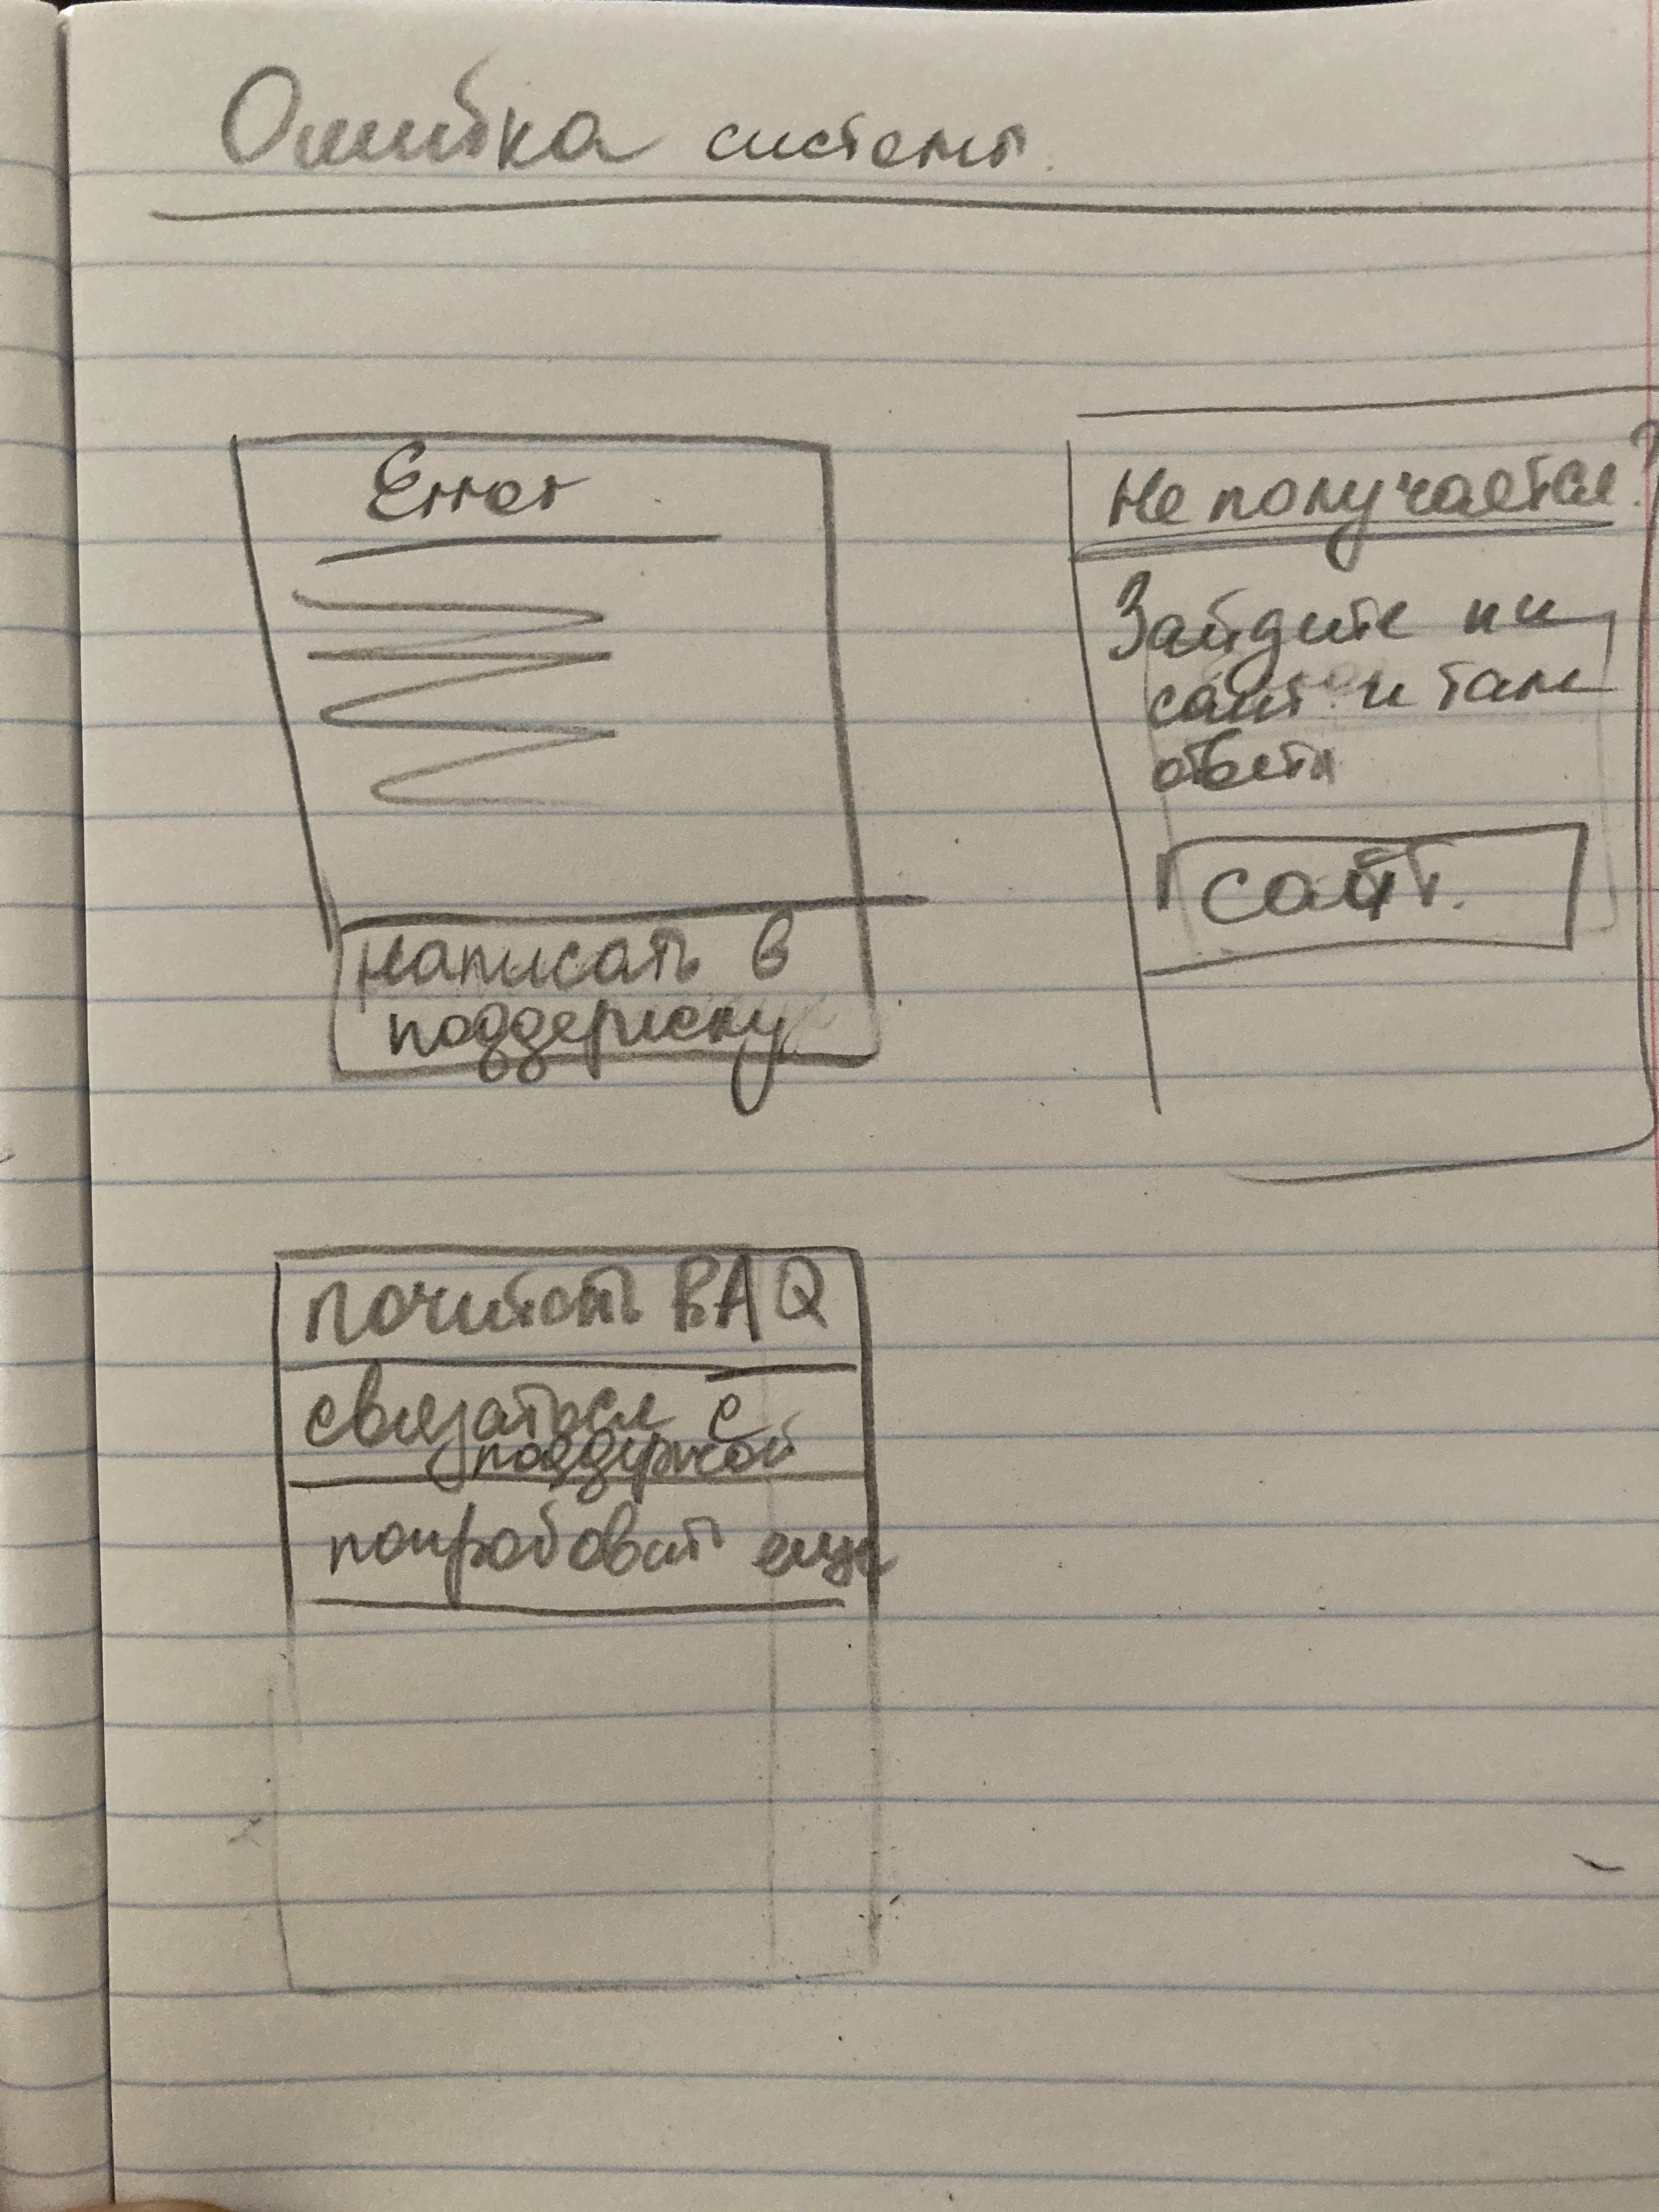 Ошибка системы
Error
Написать в
поддержку
Не получается?
Зайдите на
сайт и там
ответы
сайт.
почитать FAQ
связаться с
поддержкой
попробовать еще